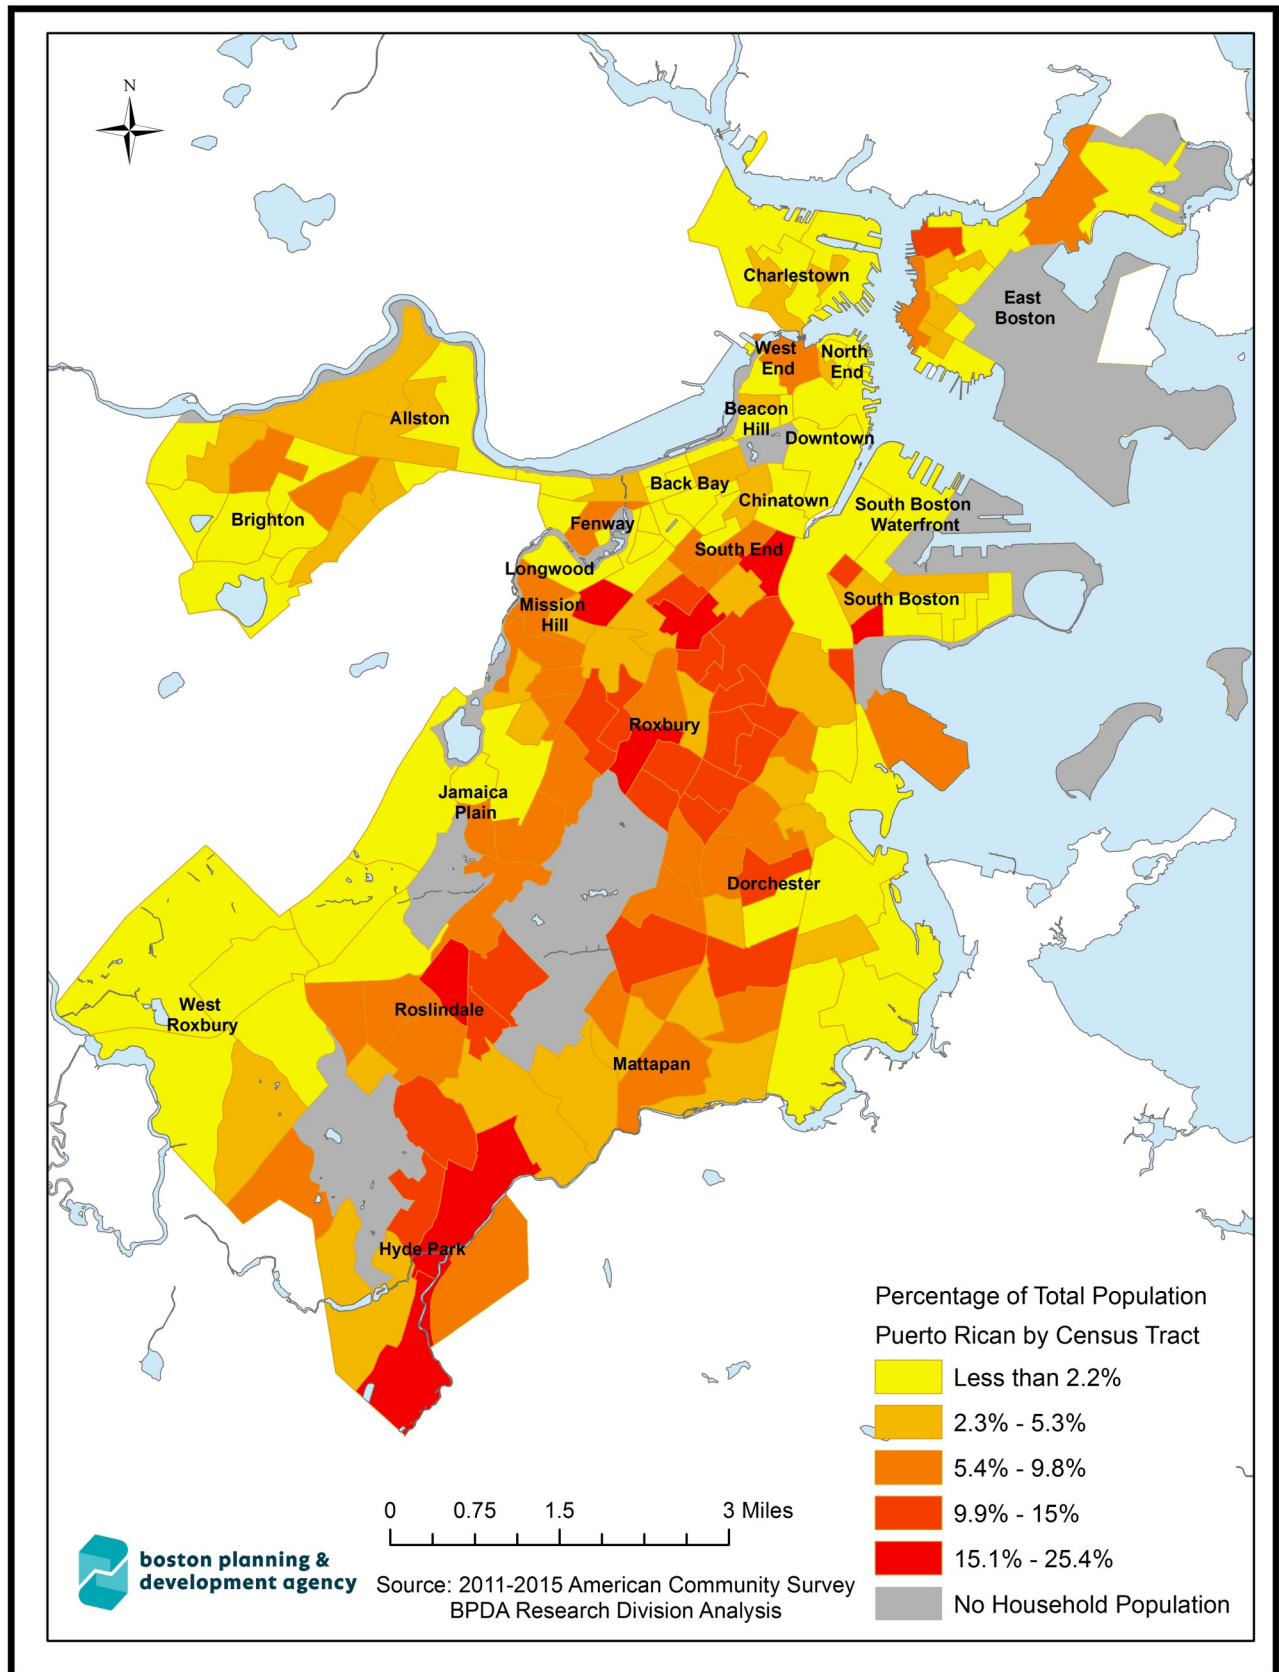 N
Charlestown
East
Boston
West
End
North
End
Allston
Beacon
Hill
Downtown
Back Bay
Chinatown
South Boston
Waterfront
Brighton
Fenway
South End
Longwood
Mission
Hill
South Boston
Roxbury
Jamaica
Plain
Dorchester
West
Roxbury
Roslindale
Mattapan
Hyde Park
Percentage of Total Population
Puerto Rican by Census Tract
Less than 2.2%
2.3% - 5.3%
5.4% - 9.8%
9.9% - 15%
15.1% - 25.4%
No Household Population
0 0.75 1.5 3 Miles
boston planning &
development agency
Source: 2011-2015 American Community Survey
BPDA Research Division Analysis